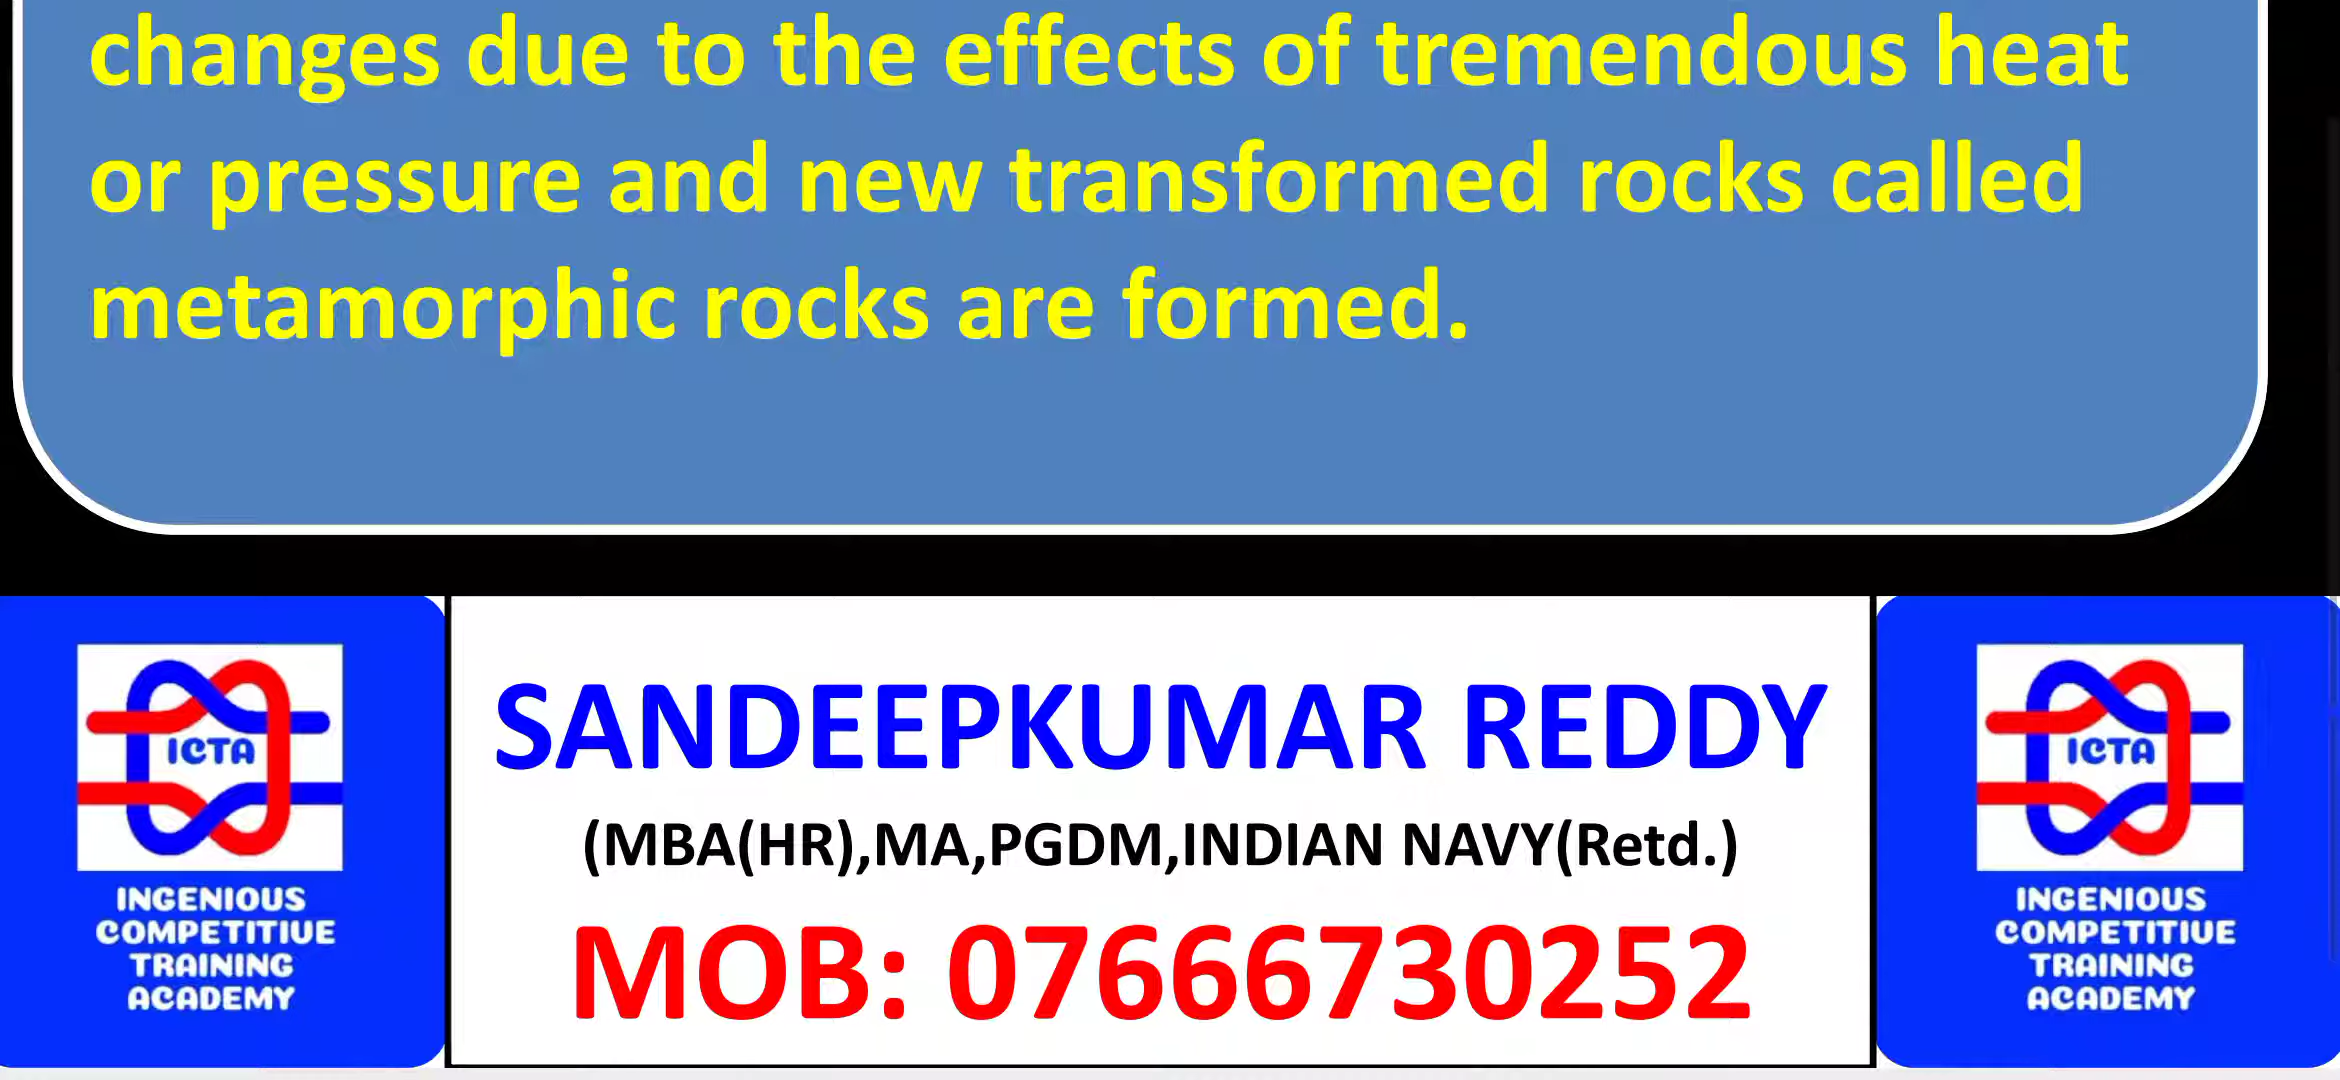 changes due to the effects of tremendous heat
or pressure and new transformed rocks called
metamorphic rocks are formed.
ICTA
INGENIOUS
COMPETITIVE
TRAINING
ACADEMY
SANDEEPKUMAR REDDY
(MBA(HR),MA,PGDM,INDIAN NAVY(Retd.)
MOB: 07666730252
ICTA
INGENIOUS
COMPETITIVE
TRAINING
ACADEMY